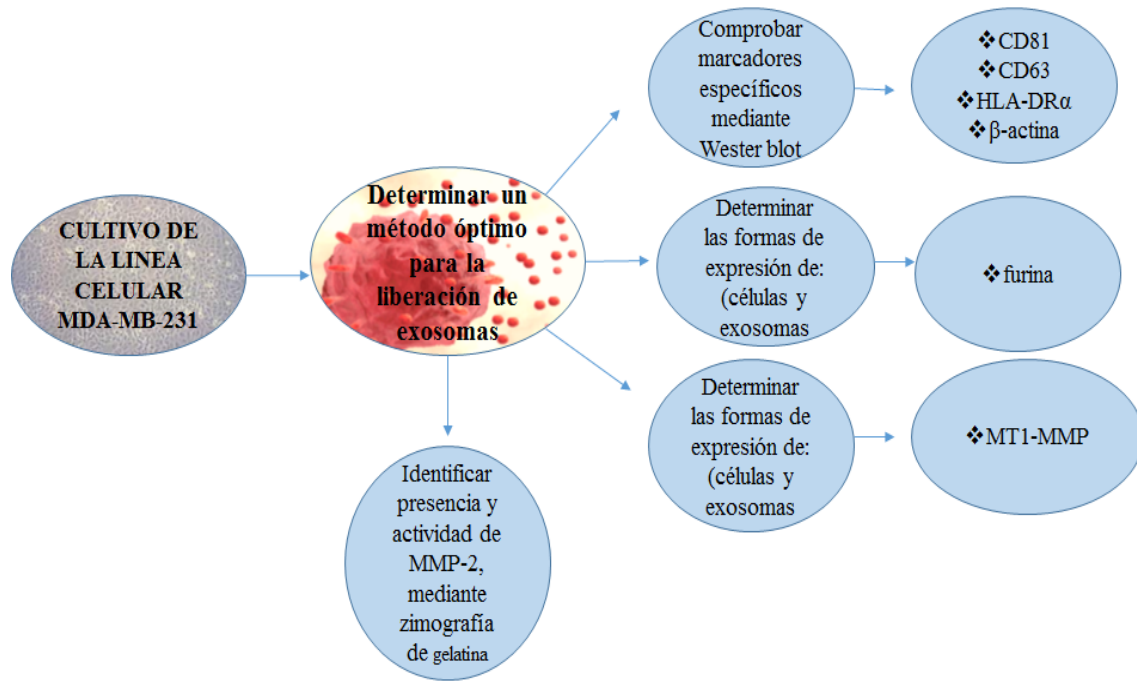 CULTIVO DE
LA LINEA
CELULAR
MDA-MB-231
Determinar un
método óptimo
para la
liberación de
exosomas
Comprobar
marcadores
específicos
mediante
Wester blot
❖CD81
❖CD63
❖HLA-DRα
❖β-actina
Determinar
las formas de
expresión de:
(células y
exosomas
❖furina
Determinar
las formas de
expresión de:
(células y
exosomas
❖MT1-MMP
Identificar
presencia y
actividad de
MMP-2,
mediante
zimografía
de gelatina